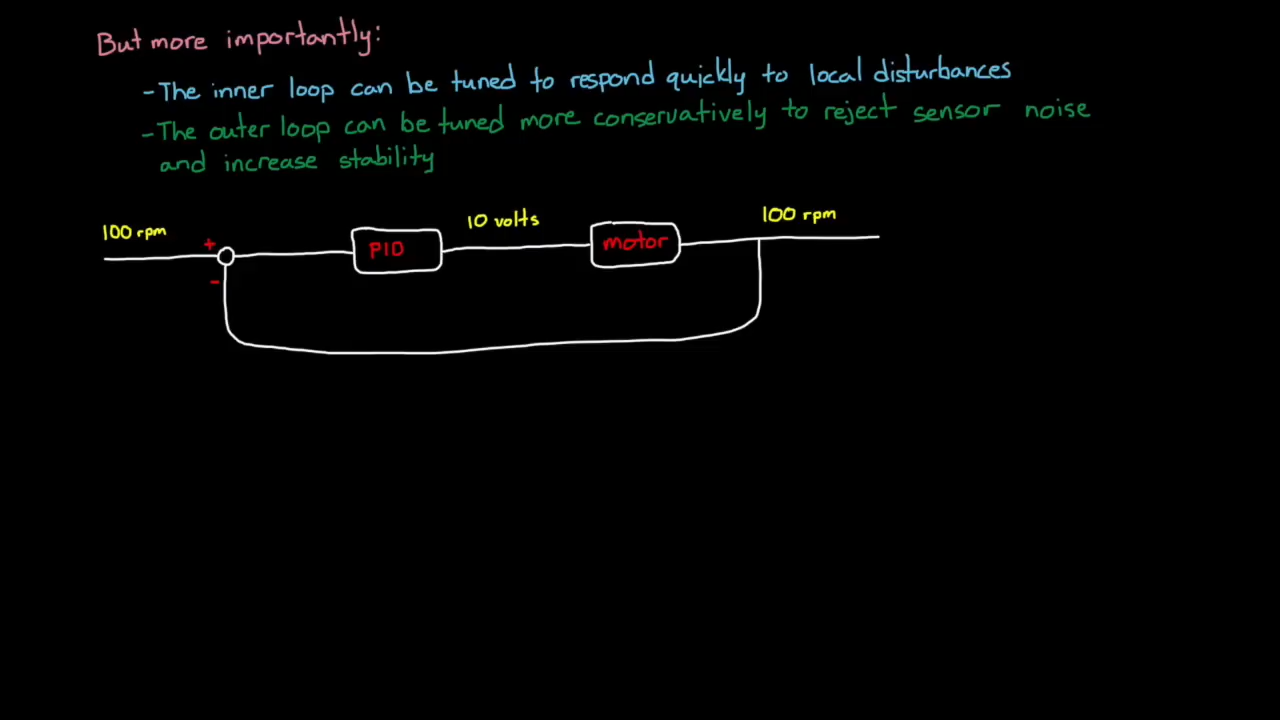 But more importantly:
-The inner loop can be tuned to respond quickly to local disturbances
-The outer loop can be tuned more conservatively to reject sensor noise
and increase stability
100 rpm
10 volts
100 rpm
+
PID
motor
-